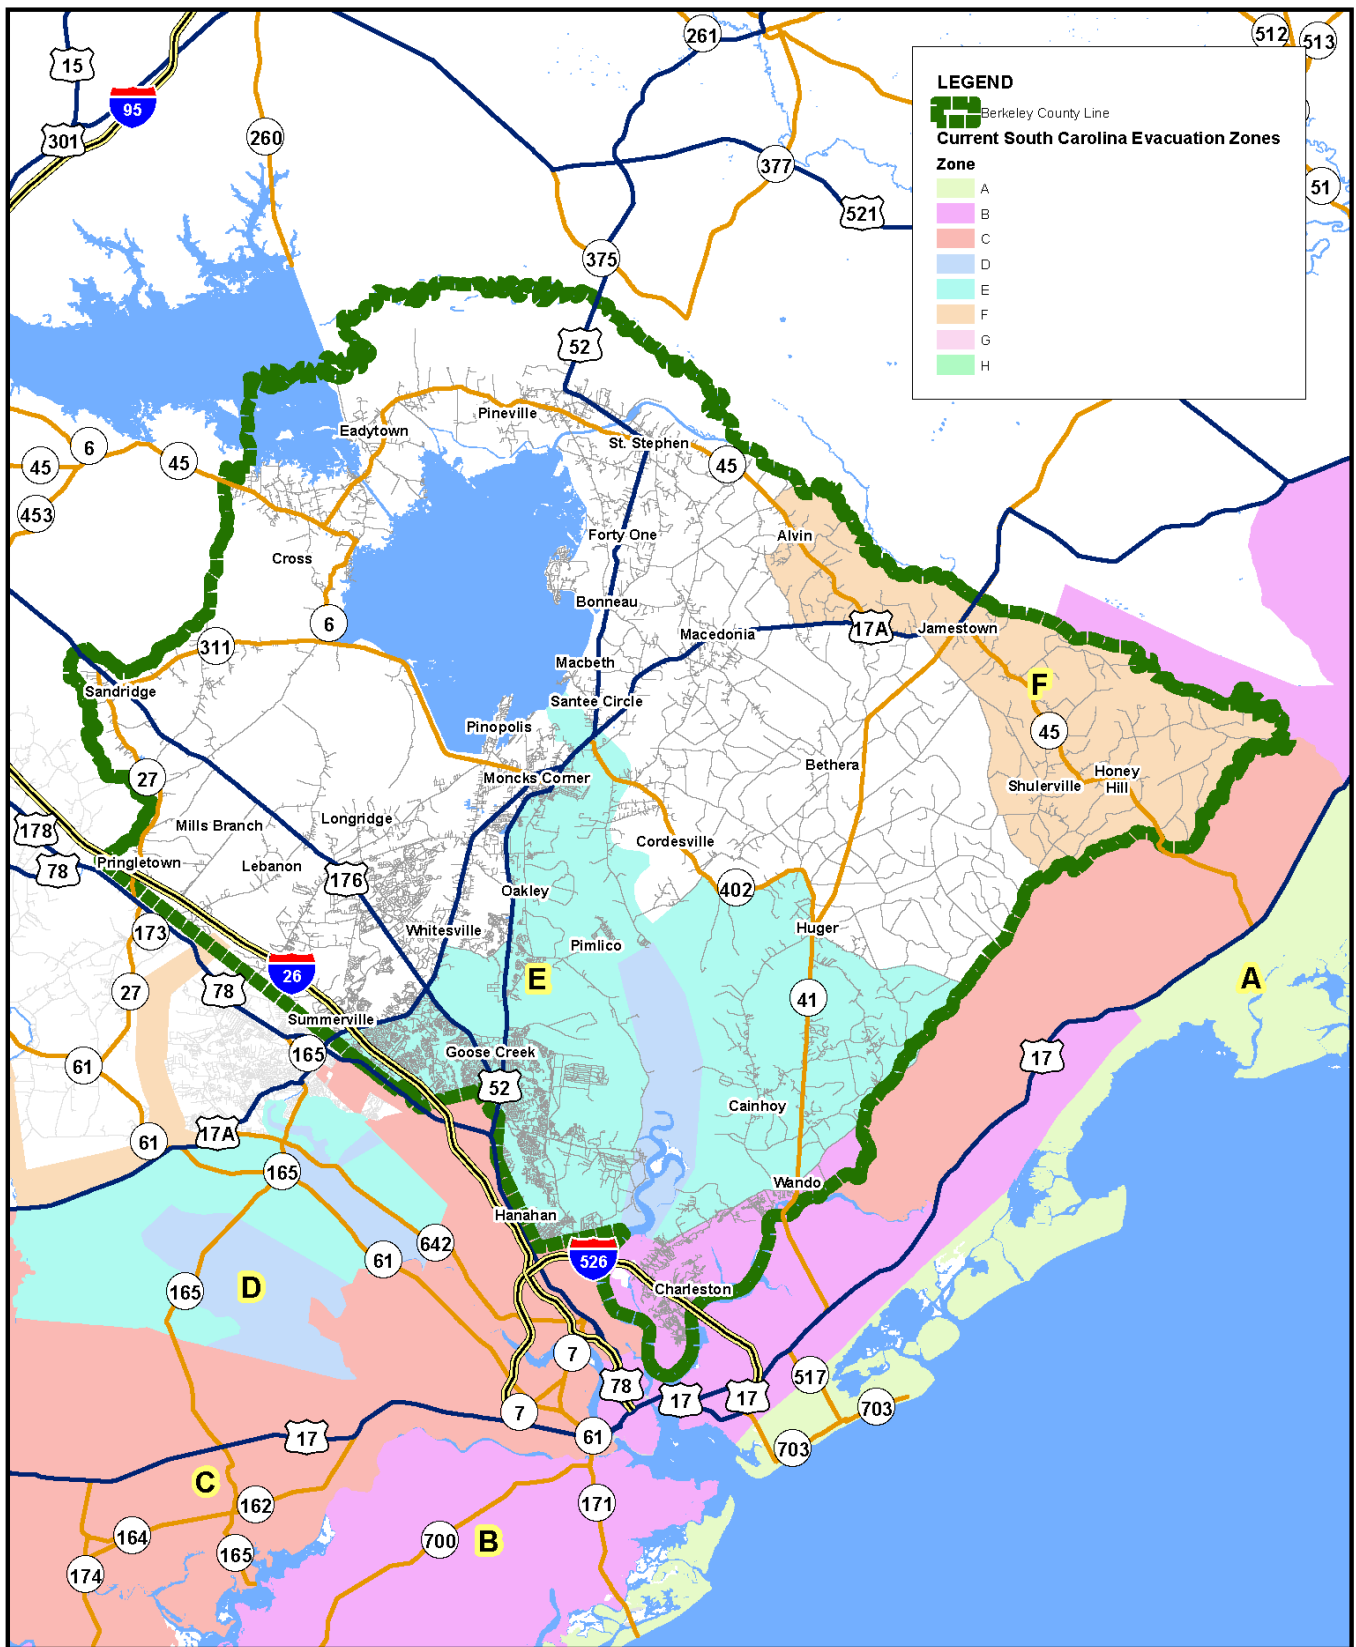 261
512
513
15
95
301
260
377
521
51
375
52
LEGEND
Berkeley County Line
Current South Carolina Evacuation Zones
Zone
A
B
C
D
E
F
G
H
Pineville
Eadytown
St. Stephen
6
45
45
45
453
Forty One
Alvin
Cross
Bonneau
6
17A
Jamestown
Macedonia
311
Macbeth
Sandridge
F
Santee Circle
Pinopolis
45
Bethera
27
Moncks Corner
Honey
Hill
Shulerville
Longridge
Mills Branch
178
Cordesville
Pringletown
Lebanon
78
176
402
Oakley
173
Whitesville
Huger
Pimlico
26
E
A
27
78
41
Summerville
165
Goose Creek
17
61
52
Cainhoy
17A
61
165
Wando
Hanahan
642
61
526
D
165
Charleston
7
517
78
17
17
7
703
61
17
703
C
162
171
164
700
B
165
174